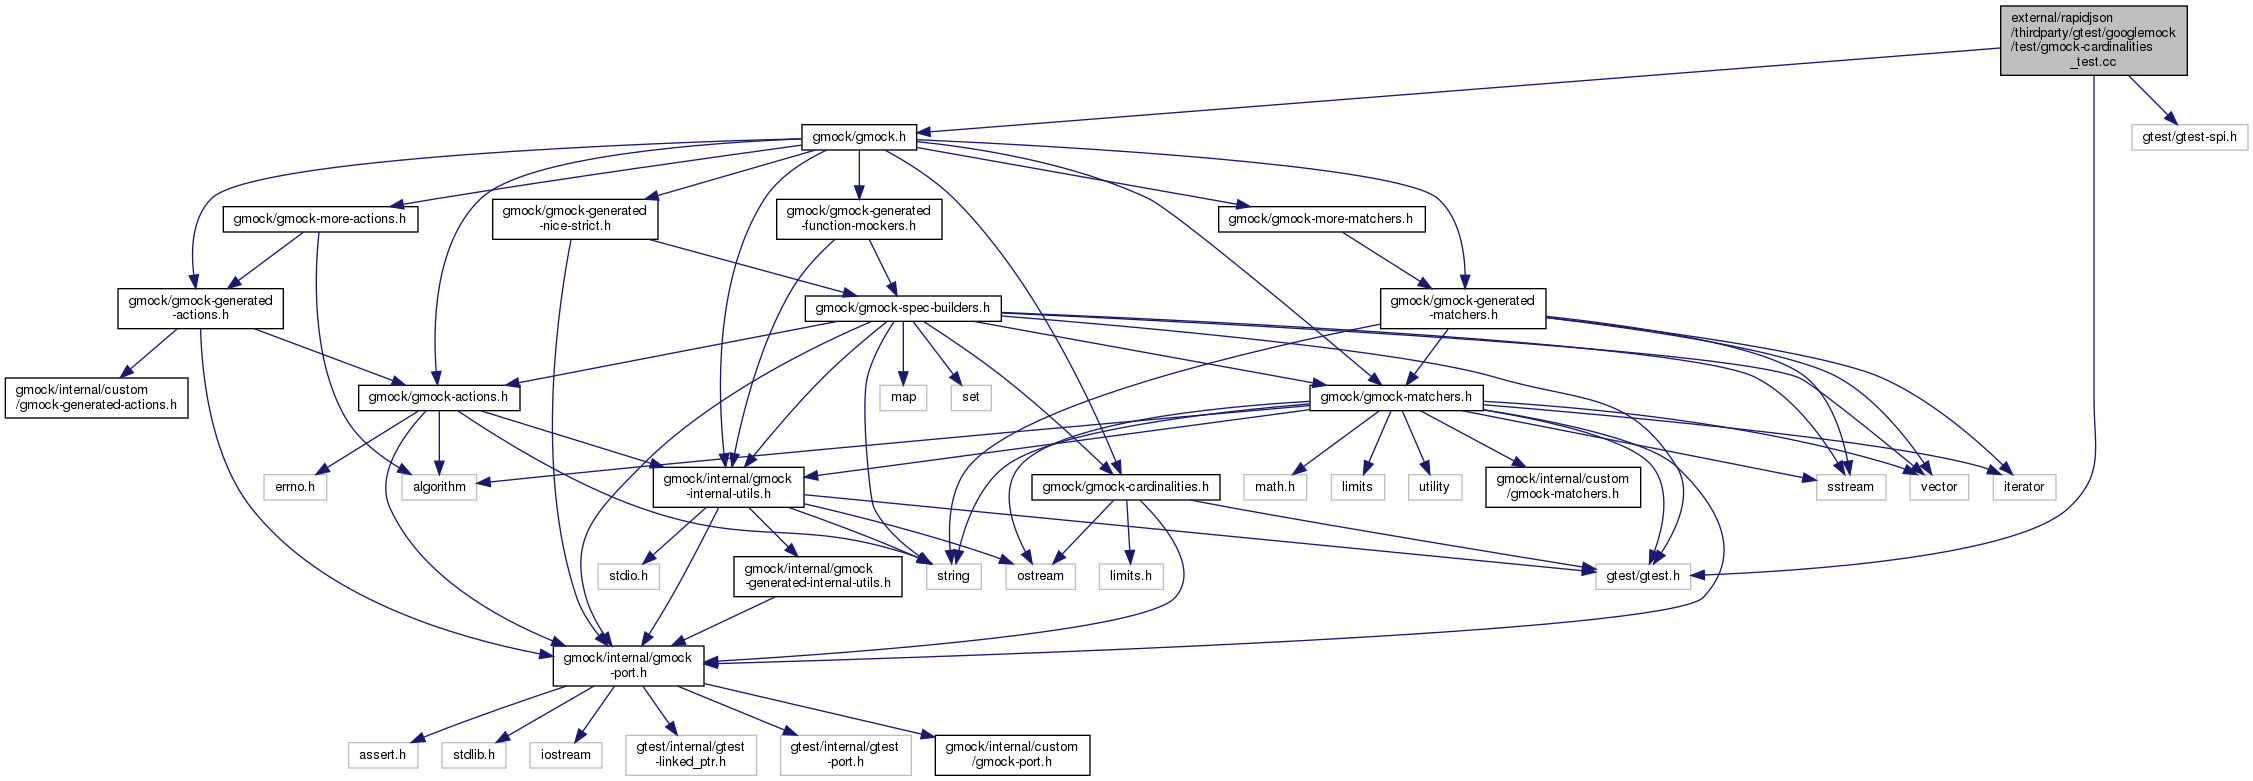 external/rapidjson
/thirdparty/gtest/googlemock
/test/gmock-cardinalities
_test.cc
gmock/gmock.h
gtest/gtest-spi.h
gmock/gmock-more-actions.h
gmock/gmock-generated
-nice-strict.h
gmock/gmock-generated
-function-mockers.h
gmock/gmock-more-matchers.h
gmock/gmock-generated
-actions.h
gmock/gmock-spec-builders.h
gmock/gmock-generated
-matchers.h
gmock/internal/custom
/gmock-generated-actions.h
gmock/gmock-actions.h
map
set
gmock/gmock-matchers.h
errno.h
algorithm
gmock/internal/gmock
-internal-utils.h
gmock/gmock-cardinalities.h
math.h
limits
utility
gmock/internal/custom
/gmock-matchers.h
sstream
vector
iterator
stdio.h
gmock/internal/gmock
-generated-internal-utils.h
string
ostream
limits.h
gtest/gtest.h
gmock/internal/gmock
-port.h
assert.h
stdlib.h
iostream
gtest/internal/gtest
-linked_ptr.h
gtest/internal/gtest
-port.h
gmock/internal/custom
/gmock-port.h